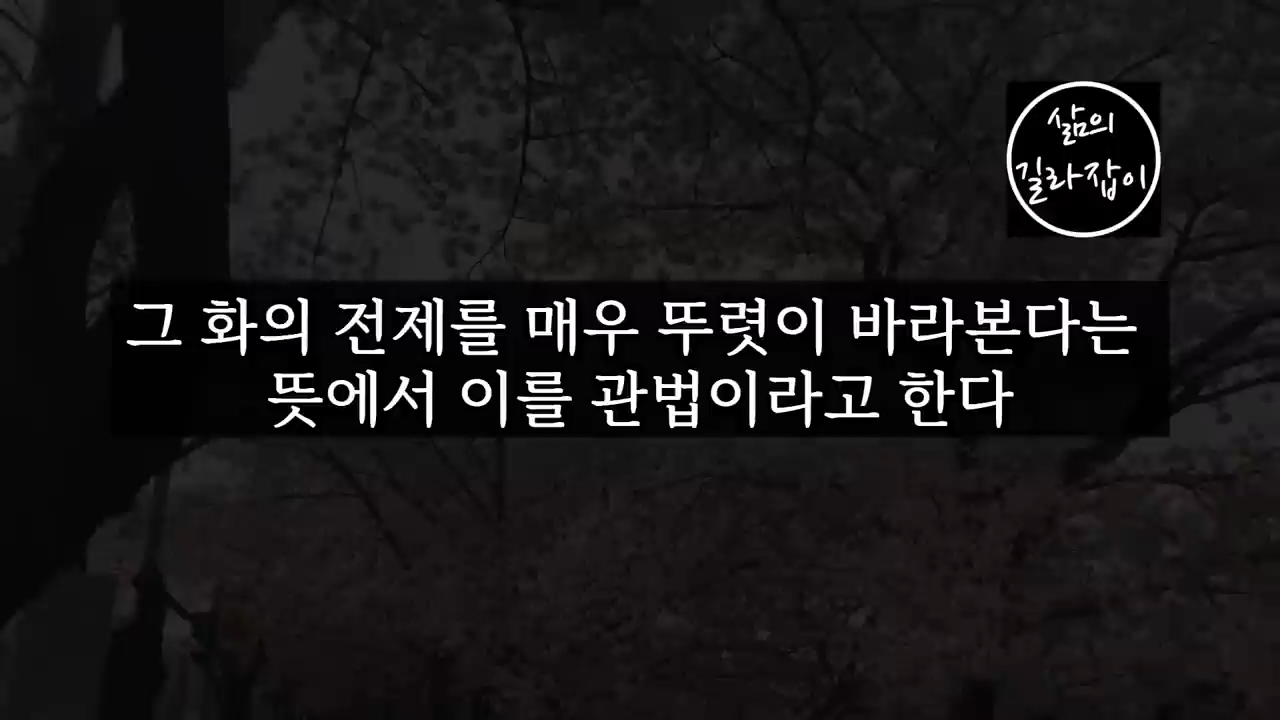 삶의
길라잡이
그 화의 전제를 매우 뚜렷이 바라본다는
뜻에서 이를 관법이라고 한다